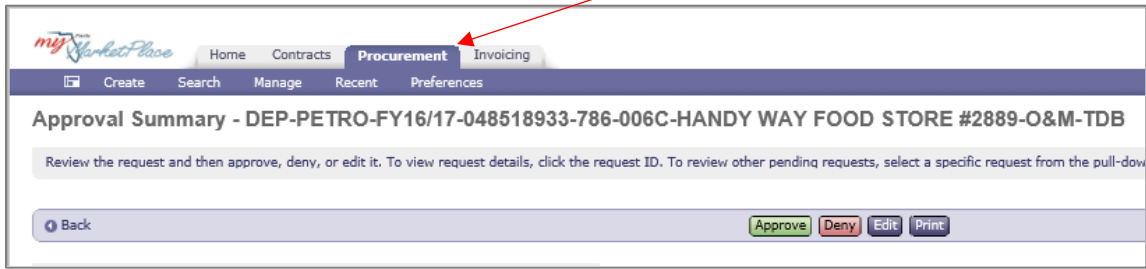 my MarketPlace Home Contracts Procurement Invoicing
Create Search Manage Recent Preferences
Approval Summary - DEP-PETRO-FY16/17-048518933-786-006C-HANDY WAY FOOD STORE #2889-O&M-TDB
Review the request and then approve, deny, or edit it. To view request details, click the request ID. To review other pending requests, select a specific request from the pull-dow
Back Approve Deny Edit Print